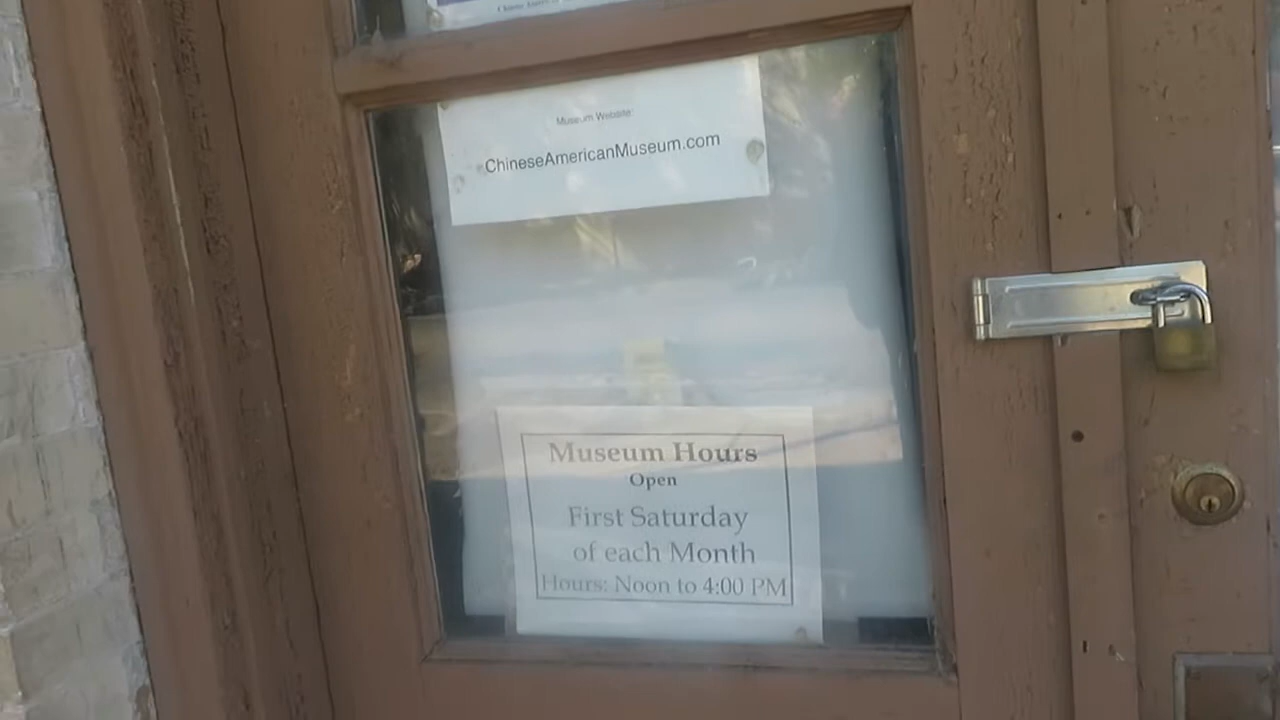 Museum Website:
ChineseAmericanMuseum.com
Museum Hours
Open
First Saturday
of each Month
Hours: Noon to 4:00 PM